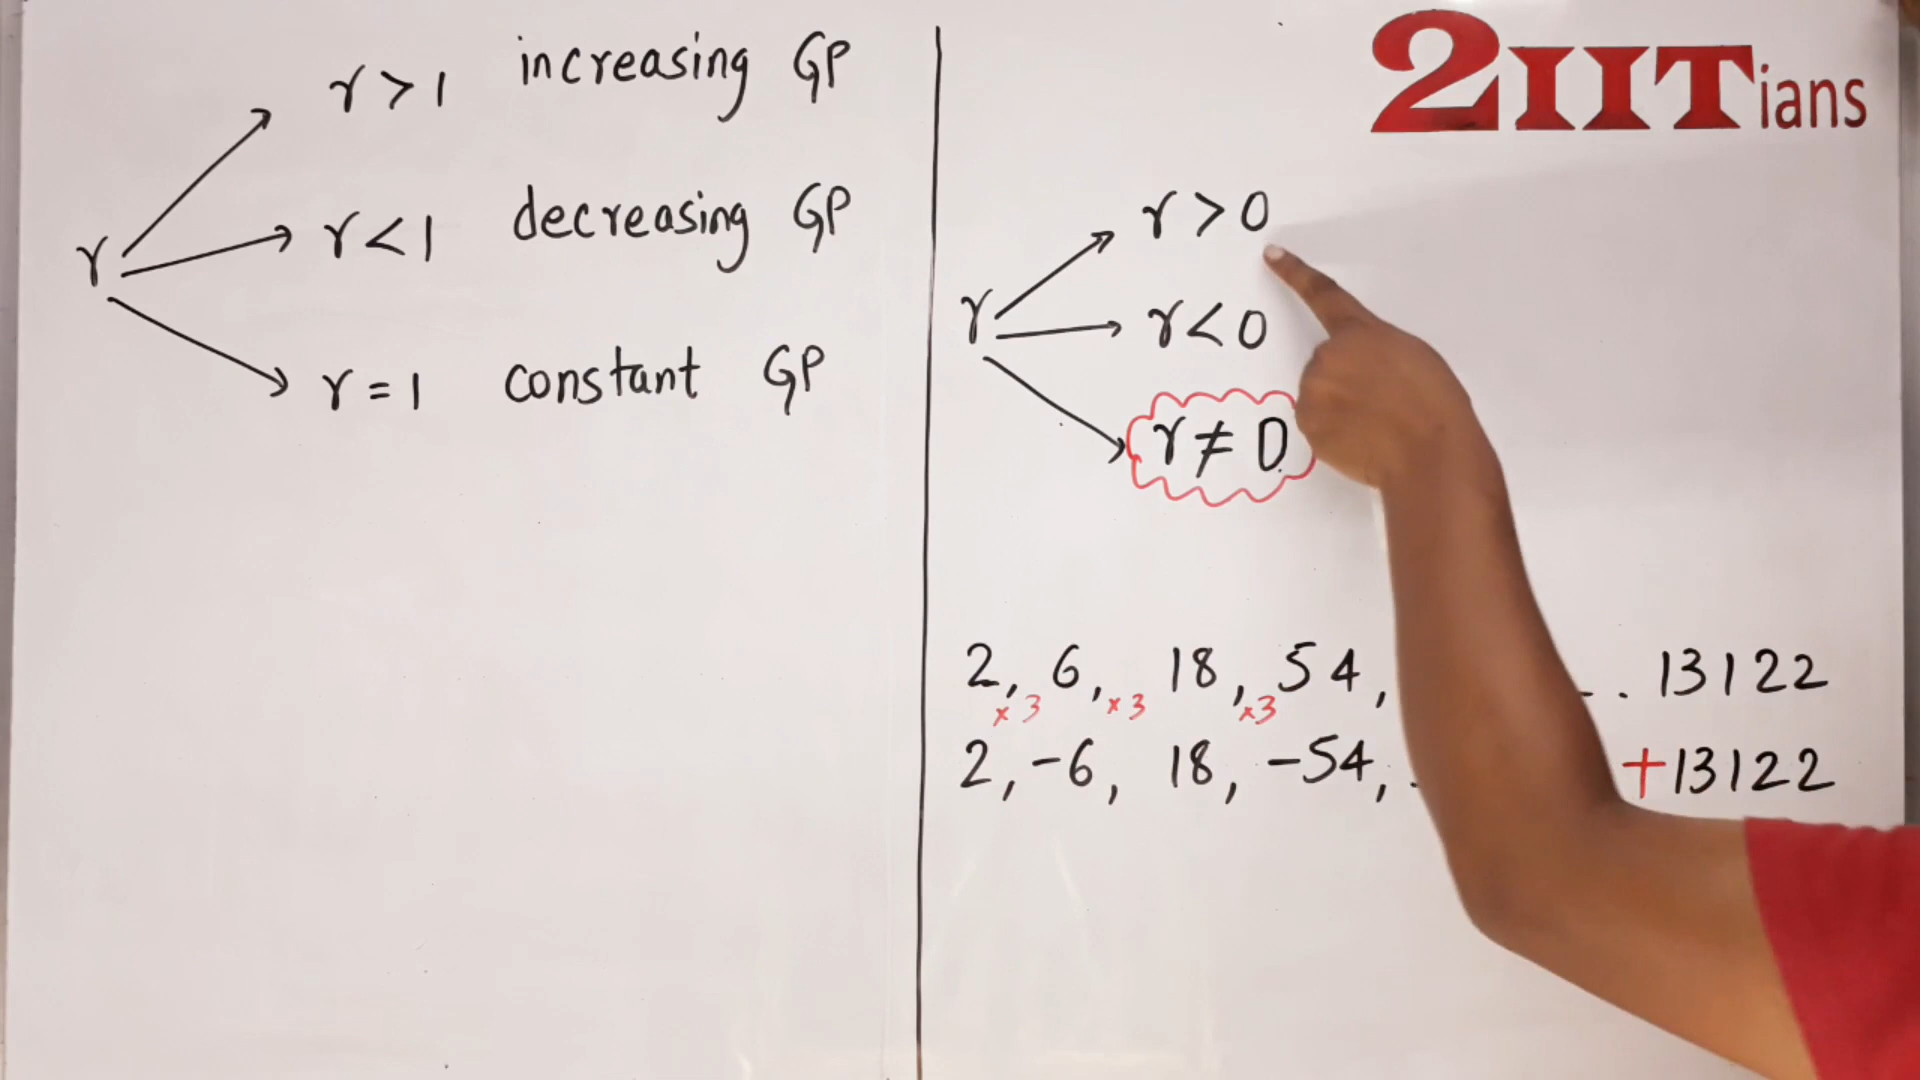 r > 1 increasing GP
r < 1 decreasing GP
r
r = 1 constant GP
2IITians
r > 0
r < 0
r
r ≠ 0
2, 6, 18, 54, . . 13122
× 3 × 3 ×3
2, -6, 18, -54, . +13122